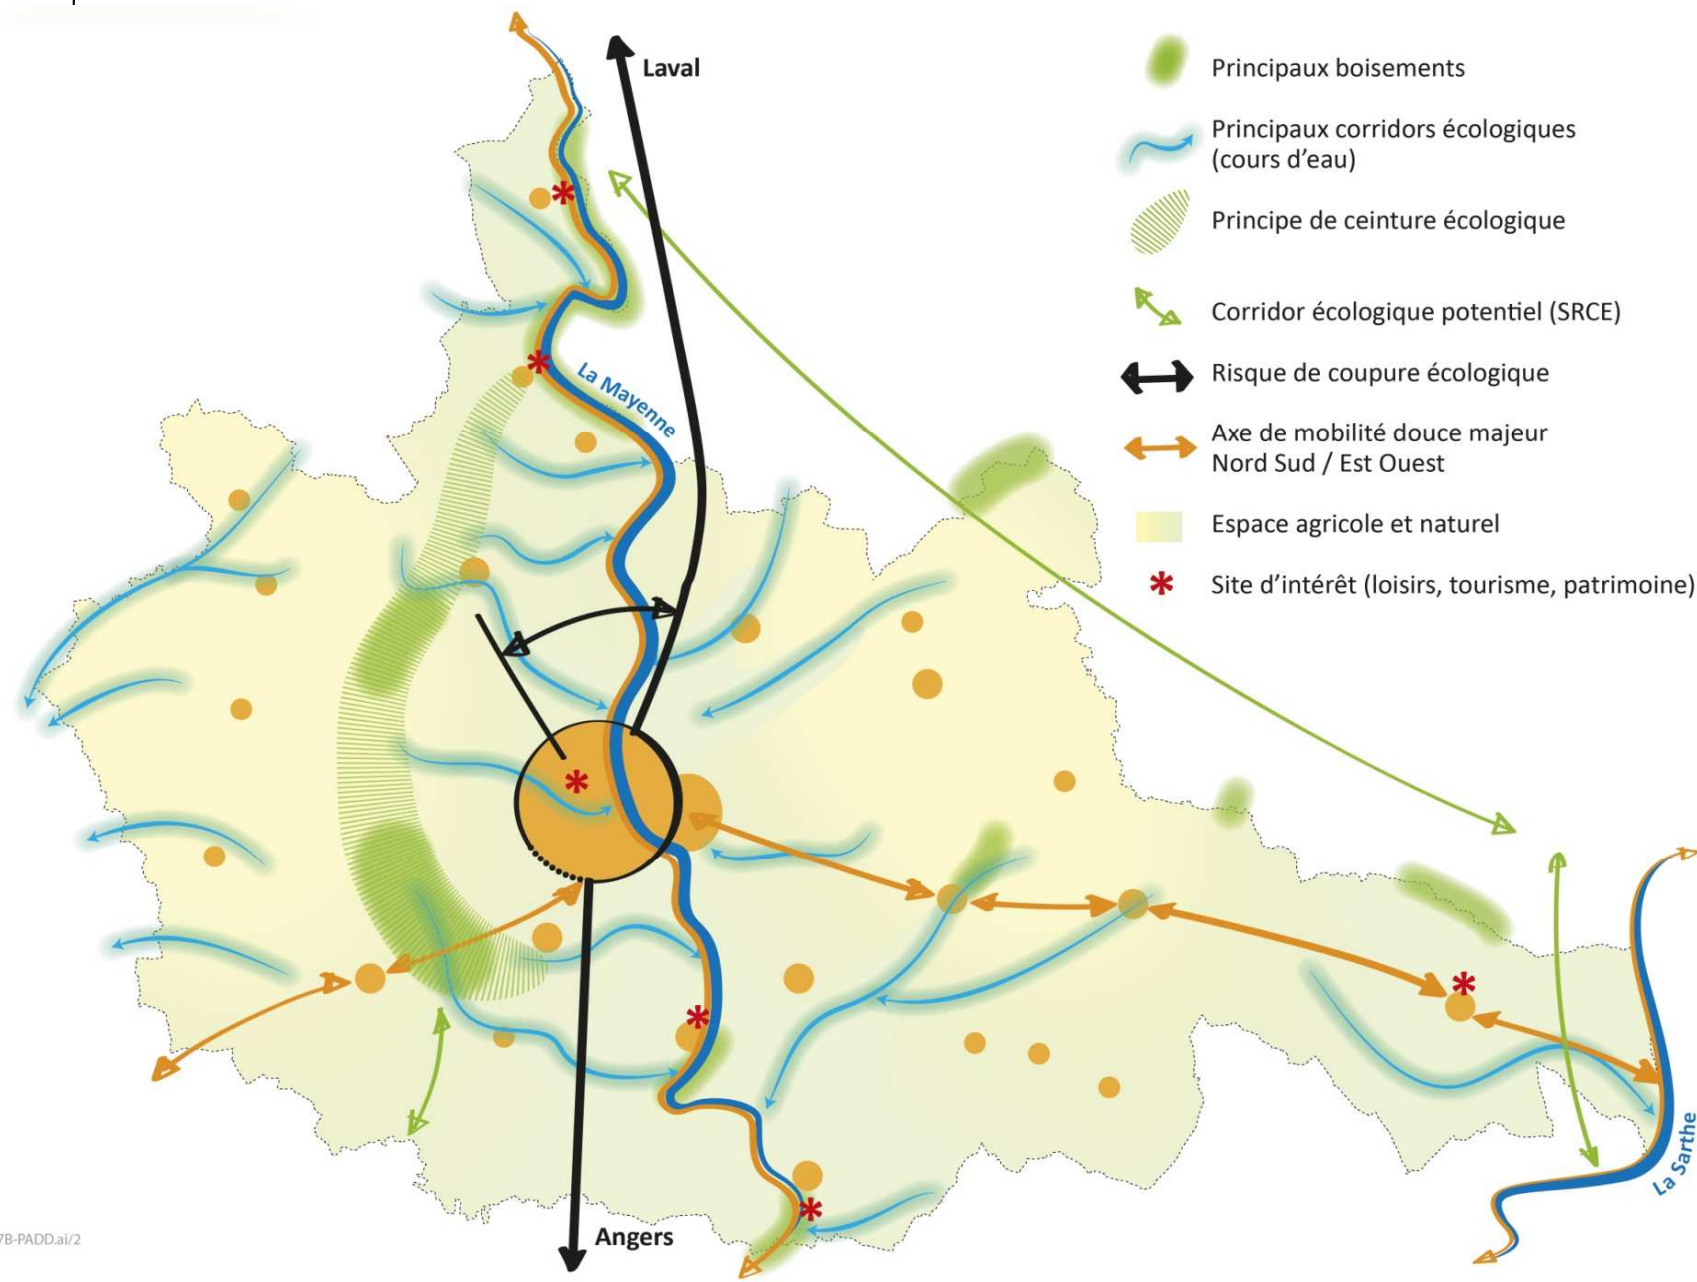 Laval
La Mayenne
Angers
La Sarthe
Principaux boisements
Principaux corridors écologiques
(cours d'eau)
Principe de ceinture écologique
Corridor écologique potentiel (SRCE)
Risque de coupure écologique
Axe de mobilité douce majeur
Nord Sud / Est Ouest
Espace agricole et naturel
Site d'intérêt (loisirs, tourisme, patrimoine)
7B-PADD.ai/2